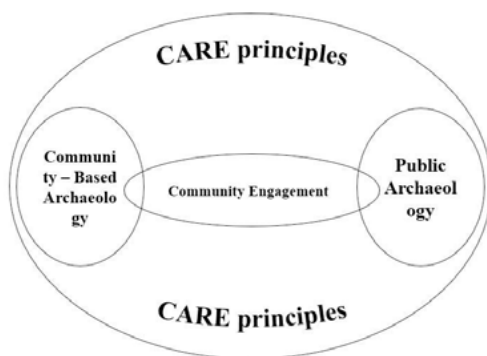 CARE principles
Communi
ty – Based
Archaeolo
gy
Community Engagement
Public
Archaeol
ogy
CARE principles